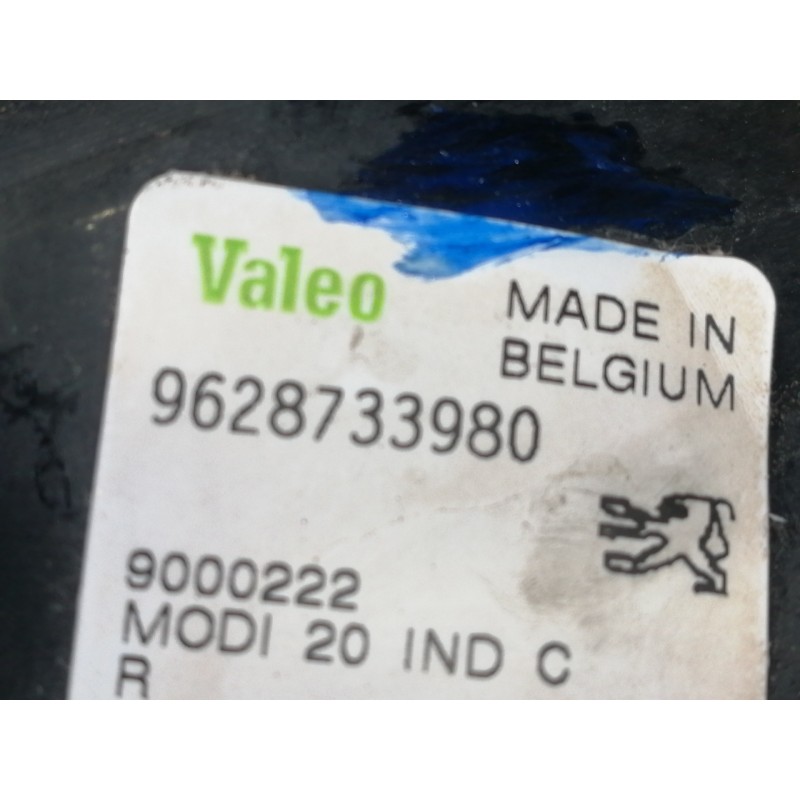 Valeo
MADE IN
BELGIUM
9628733980
9000222
MODI 20 IND C
R